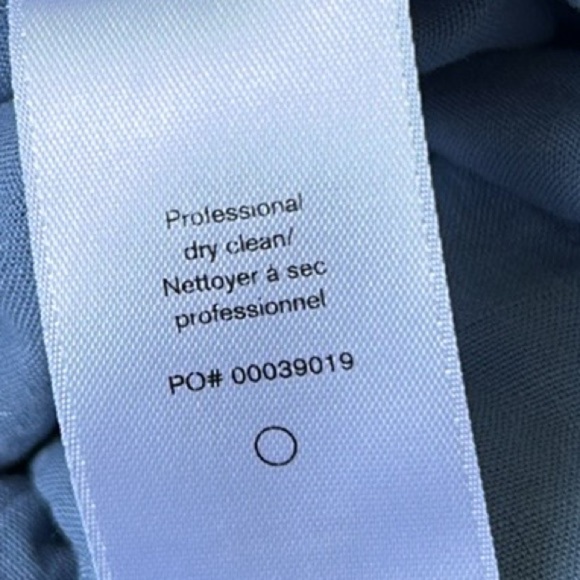 Professional
dry clean/
Nettoyer à sec
professionnel
PO# 00039019